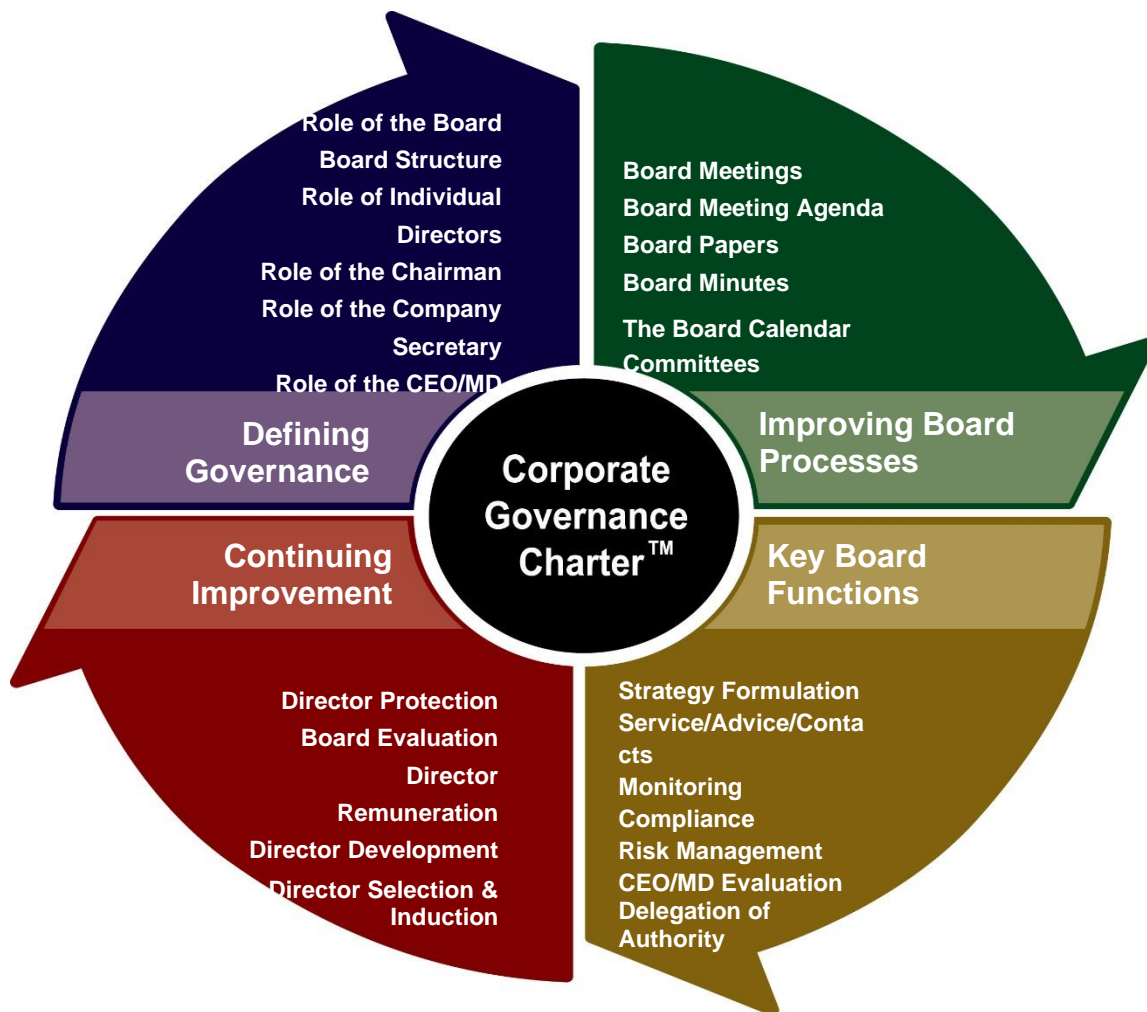 Role of the Board
Board Structure
Role of Individual
Directors
Role of the Chairman
Role of the Company
Secretary
Role of the CEO/MD
Defining
Governance
Board Meetings
Board Meeting Agenda
Board Papers
Board Minutes
The Board Calendar
Committees
Improving Board
Processes
Corporate
Governance
Charter™
Continuing
Improvement
Director Protection
Board Evaluation
Director
Remuneration
Director Development
Director Selection &
Induction
Key Board
Functions
Strategy Formulation
Service/Advice/Conta
cts
Monitoring
Compliance
Risk Management
CEO/MD Evaluation
Delegation of
Authority